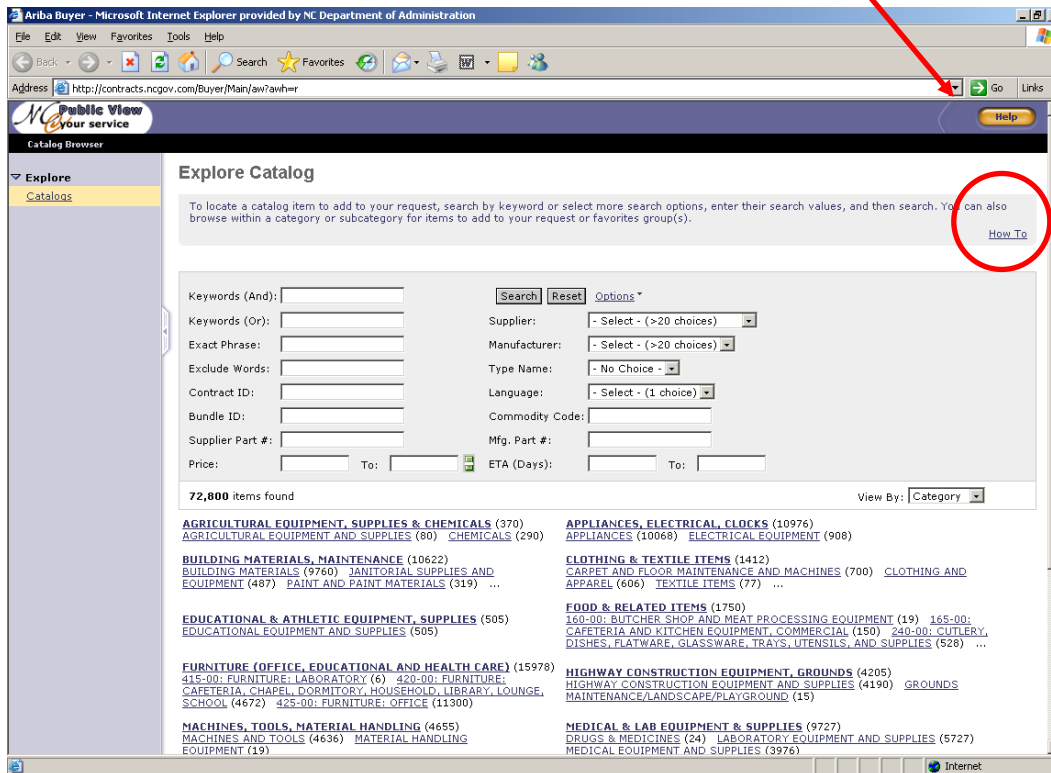 Ariba Buyer - Microsoft Internet Explorer provided by NC Department of Administration
File Edit View Favorites Tools Help
Back Search Favorites
Address http://contracts.ncgov.com/Buyer/Main/aw?awh=r Go Links
NC Public View
@your service
Help
Catalog Browser
Explore
Catalogs
Explore Catalog
To locate a catalog item to add to your request, search by keyword or select more search options, enter their search values, and then search. You can also
browse within a category or subcategory for items to add to your request or favorites group(s).
How To
Keywords (And): Search Reset Options
Keywords (Or): Supplier: - Select - (>20 choices)
Exact Phrase: Manufacturer: - Select - (>20 choices)
Exclude Words: Type Name: - No Choice -
Contract ID: Language: - Select - (1 choice)
Bundle ID: Commodity Code:
Supplier Part #: Mfg. Part #:
Price: To: ETA (Days): To:
72,800 items found View By: Category
AGRICULTURAL EQUIPMENT, SUPPLIES & CHEMICALS (370)
AGRICULTURAL EQUIPMENT AND SUPPLIES (80) CHEMICALS (290)
APPLIANCES, ELECTRICAL, CLOCKS (10976)
APPLIANCES (10068) ELECTRICAL EQUIPMENT (908)
BUILDING MATERIALS, MAINTENANCE (10622)
BUILDING MATERIALS (9760) JANITORIAL SUPPLIES AND
EQUIPMENT (487) PAINT AND PAINT MATERIALS (319) ...
CLOTHING & TEXTILE ITEMS (1412)
CARPET AND FLOOR MAINTENANCE AND MACHINES (700) CLOTHING AND
APPAREL (606) TEXTILE ITEMS (77) ...
EDUCATIONAL & ATHLETIC EQUIPMENT, SUPPLIES (505)
EDUCATIONAL EQUIPMENT AND SUPPLIES (505)
FOOD & RELATED ITEMS (1750)
160-00: BUTCHER SHOP AND MEAT PROCESSING EQUIPMENT (19) 165-00:
CAFETERIA AND KITCHEN EQUIPMENT, COMMERCIAL (150) 240-00: CUTLERY,
DISHES, FLATWARE, GLASSWARE, TRAYS, UTENSILS, AND SUPPLIES (528) ...
FURNITURE (OFFICE, EDUCATIONAL AND HEALTH CARE) (15978)
415-00: FURNITURE: LABORATORY (6) 420-00: FURNITURE:
CAFETERIA, CHAPEL, DORMITORY, HOUSEHOLD, LIBRARY, LOUNGE,
SCHOOL (4672) 425-00: FURNITURE: OFFICE (11300)
HIGHWAY CONSTRUCTION EQUIPMENT, GROUNDS (4205)
HIGHWAY CONSTRUCTION EQUIPMENT AND SUPPLIES (4190) GROUNDS
MAINTENANCE/LANDSCAPE/PLAYGROUND (15)
MACHINES, TOOLS, MATERIAL HANDLING (4655)
MACHINES AND TOOLS (4636) MATERIAL HANDLING
EQUIPMENT (19)
MEDICAL & LAB EQUIPMENT & SUPPLIES (9727)
DRUGS & MEDICINES (24) LABORATORY EQUIPMENT AND SUPPLIES (5727)
MEDICAL EQUIPMENT AND SUPPLIES (3976)
Internet